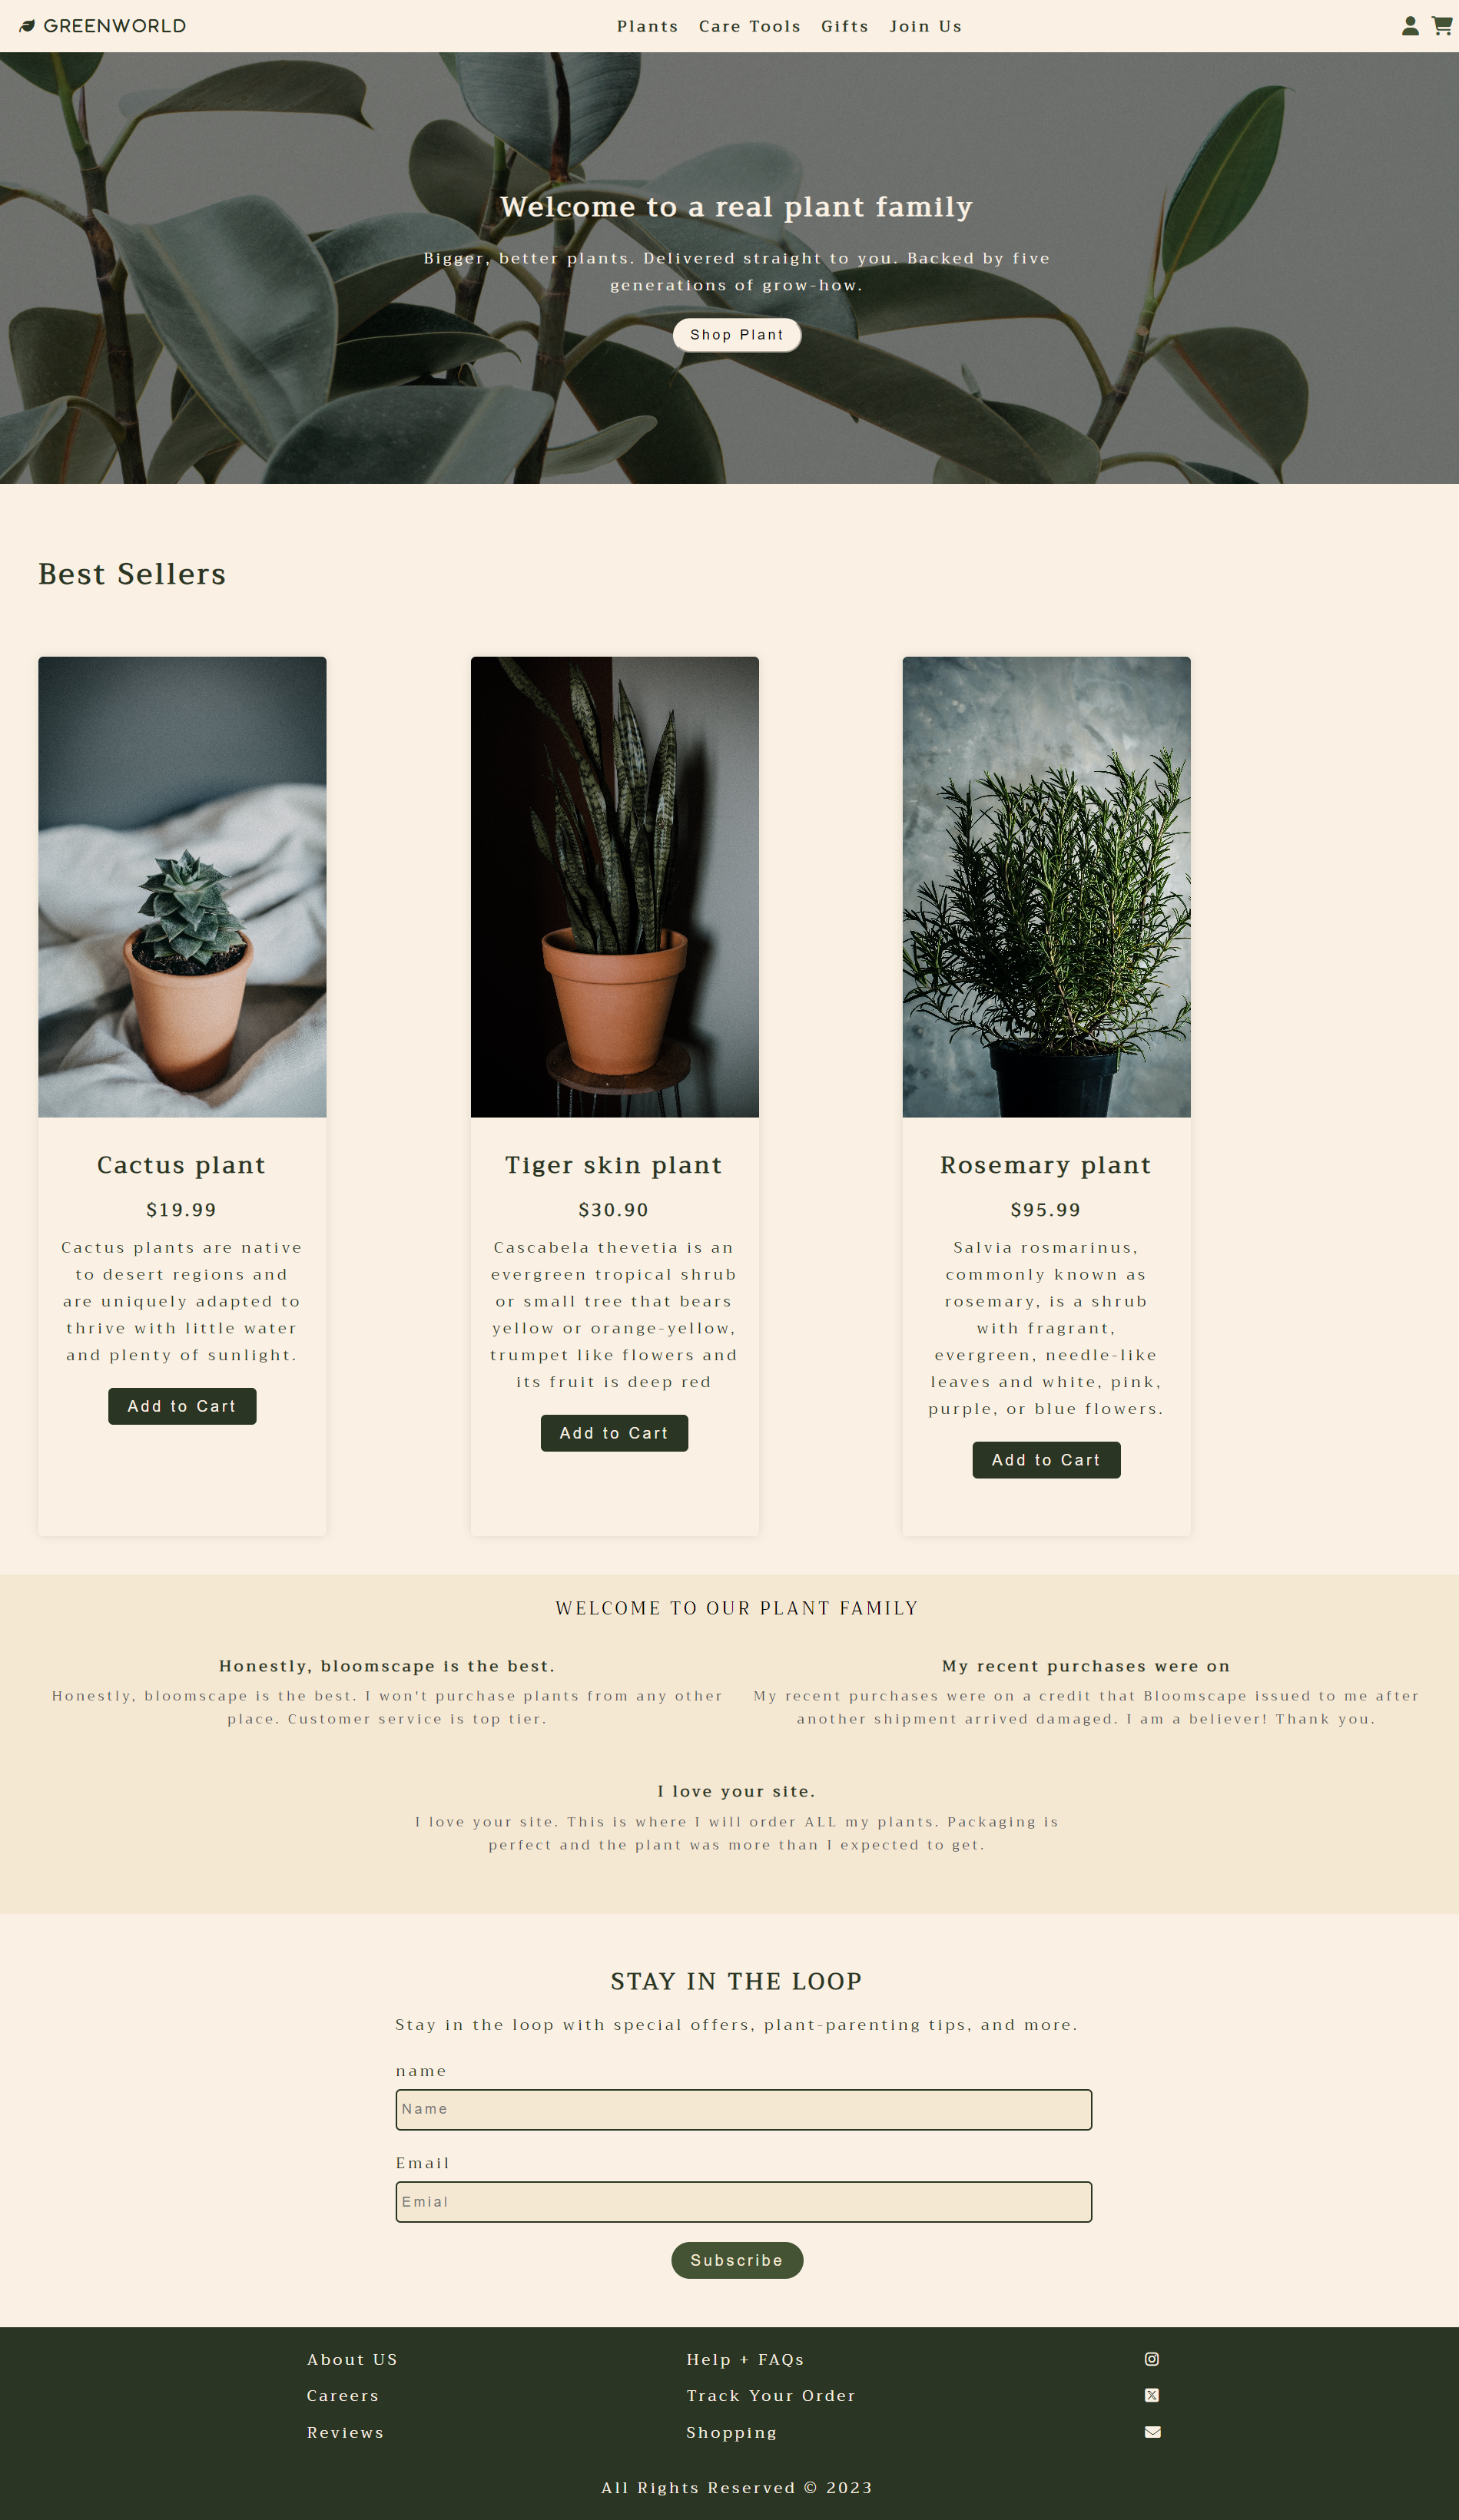 GREENWORLD
Plants Care Tools Gifts Join Us
Welcome to a real plant family
Bigger, better plants. Delivered straight to you. Backed by five
generations of grow-how.
Shop Plant
Best Sellers
Cactus plant
$19.99
Cactus plants are native
to desert regions and
are uniquely adapted to
thrive with little water
and plenty of sunlight.
Add to Cart
Tiger skin plant
$30.90
Cascabela thevetia is an
evergreen tropical shrub
or small tree that bears
yellow or orange-yellow,
trumpet like flowers and
its fruit is deep red
Add to Cart
Rosemary plant
$95.99
Salvia rosmarinus,
commonly known as
rosemary, is a shrub
with fragrant,
evergreen, needle-like
leaves and white, pink,
purple, or blue flowers.
Add to Cart
WELCOME TO OUR PLANT FAMILY
Honestly, bloomscape is the best.
Honestly, bloomscape is the best. I won't purchase plants from any other
place. Customer service is top tier.
My recent purchases were on
My recent purchases were on a credit that Bloomscape issued to me after
another shipment arrived damaged. I am a believer! Thank you.
I love your site.
I love your site. This is where I will order ALL my plants. Packaging is
perfect and the plant was more than I expected to get.
STAY IN THE LOOP
Stay in the loop with special offers, plant-parenting tips, and more.
name
Name
Email
Emial
Subscribe
About US
Careers
Reviews
Help + FAQs
Track Your Order
Shopping
All Rights Reserved © 2023